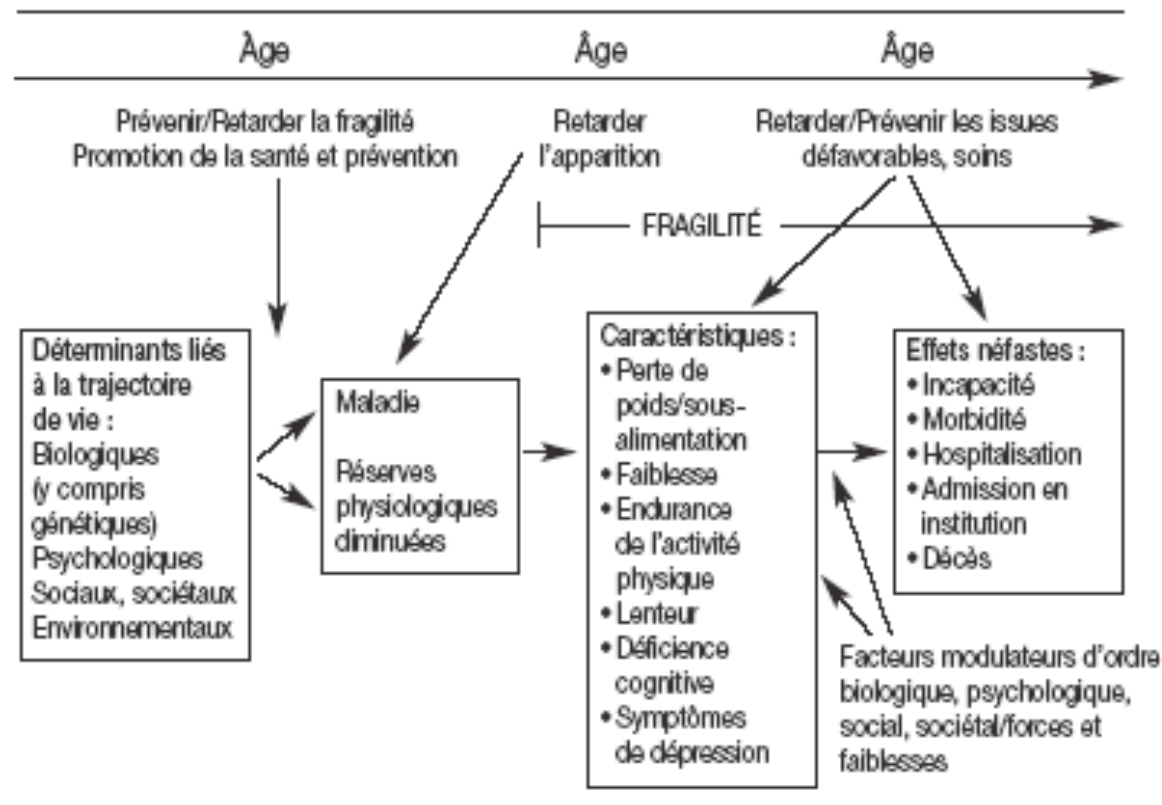 Âge
Âge
Âge
Prévenir/Retarder la fragilité
Promotion de la santé et prévention
Retarder
l'apparition
Retarder/Prévenir les issues
défavorables, soins
FRAGILITÉ
Déterminants liés
à la trajectoire
de vie :
Biologiques
(y compris
génétiques)
Psychologiques
Sociaux, sociétaux
Environnementaux
Maladie
Réserves
physiologiques
diminuées
Caractéristiques :
• Perte de
poids/sous-
alimentation
• Faiblesse
• Endurance
de l'activité
physique
• Lenteur
• Déficience
cognitive
• Symptômes
de dépression
Effets néfastes :
• Incapacité
• Morbidité
• Hospitalisation
• Admission en
institution
• Décès
Facteurs modulateurs d'ordre
biologique, psychologique,
social, sociétal/forces et
faiblesses